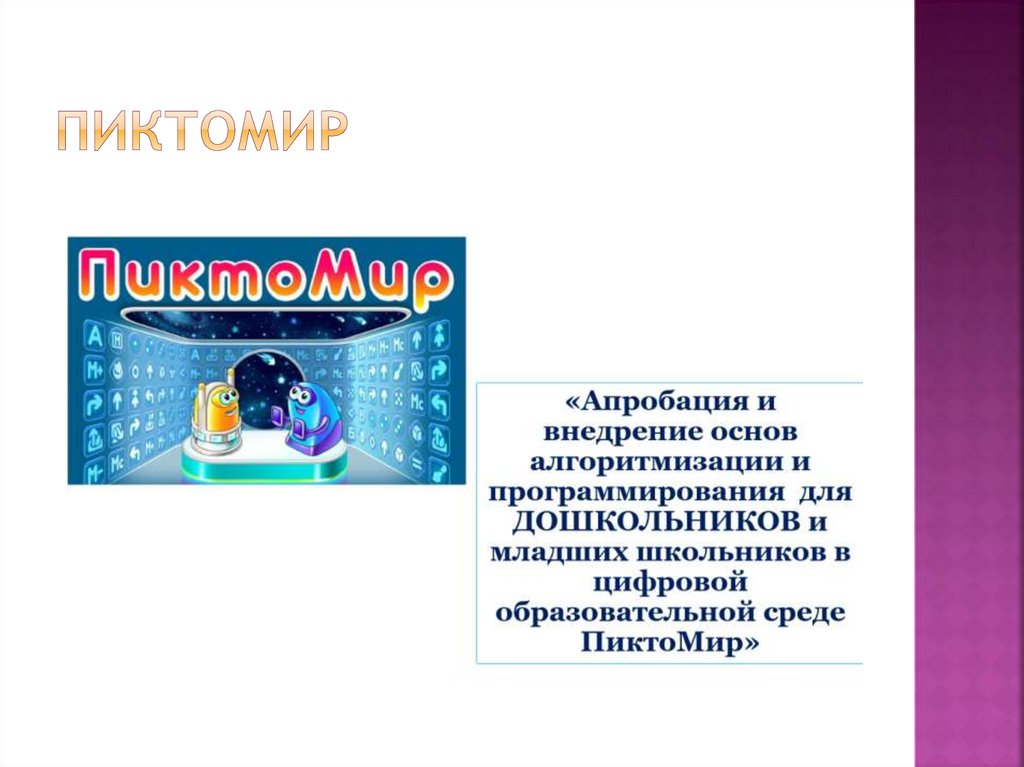 ПИКТОМИР
ПиктоМир
«Апробация и
внедрение основ
алгоритмизации и
программирования для
ДОШКОЛЬНИКОВ и
младших школьников в
цифровой
образовательной среде
ПиктоМир»